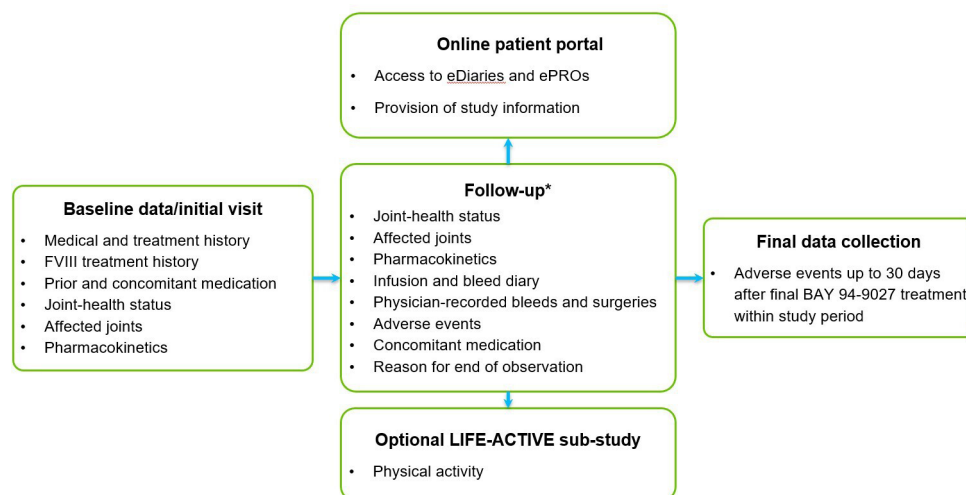 Online patient portal
• Access to eDiaries and ePROs
• Provision of study information
Baseline data/initial visit
• Medical and treatment history
• FVIII treatment history
• Prior and concomitant medication
• Joint-health status
• Affected joints
• Pharmacokinetics
Follow-up*
• Joint-health status
• Affected joints
• Pharmacokinetics
• Infusion and bleed diary
• Physician-recorded bleeds and surgeries
• Adverse events
• Concomitant medication
• Reason for end of observation
Final data collection
• Adverse events up to 30 days
after final BAY 94-9027 treatment
within study period
Optional LIFE-ACTIVE sub-study
• Physical activity